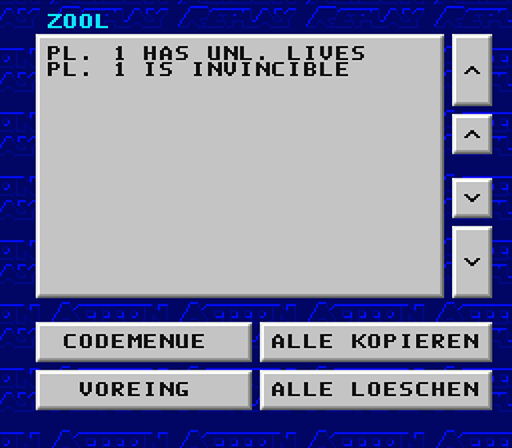 ZOOL
PL. 1 HAS UNL. LIVES
PL. 1 IS INVINCIBLE
CODEMENUE
ALLE KOPIEREN
VOREING
ALLE LOESCHEN